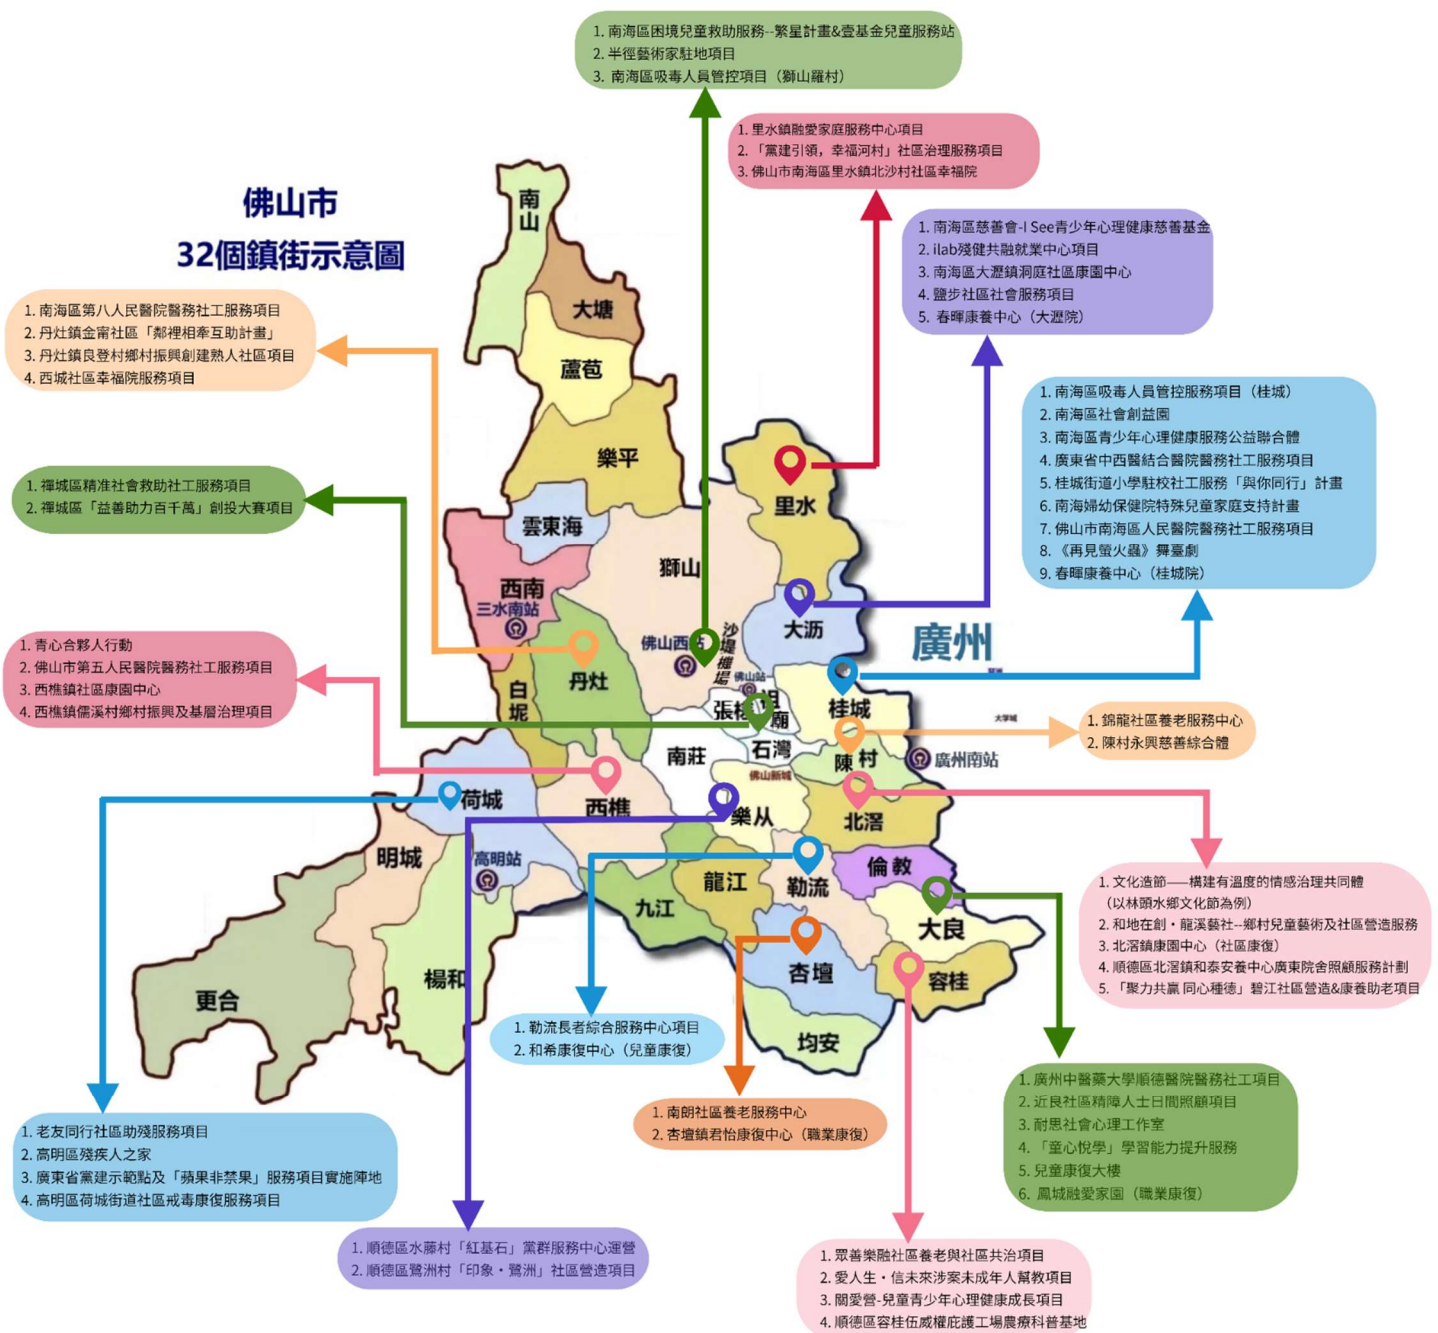 1. 南海區困境兒童救助服務--繁星計畫&壹基金兒童服務站
2. 半徑藝術家駐地項目
3. 南海區吸毒人員管控項目（獅山羅村）
1. 里水鎮融愛家庭服務中心項目
2. 「黨建引領，幸福河村」社區治理服務項目
3. 佛山市南海區里水鎮北沙村社區幸福院
佛山市
32個鎮街示意圖
1. 南海區慈善會-I See青少年心理健康慈善基金
2. ilab殘健共融就業中心項目
3. 南海區大瀝鎮洞庭社區康園中心
4. 鹽步社區社會服務項目
5. 春暉康養中心（大瀝院）
1. 南海區第八人民醫院醫務社工服務項目
2. 丹灶鎮金甯社區「鄰裡相牽互助計畫」
3. 丹灶鎮良登村鄉村振興創建熟人社區項目
4. 西城社區幸福院服務項目
1. 南海區吸毒人員管控服務項目（桂城）
2. 南海區社會創益園
3. 南海區青少年心理健康服務公益聯合體
4. 廣東省中西醫結合醫院醫務社工服務項目
5. 桂城街道小學駐校社工服務「與你同行」計畫
6. 南海婦幼保健院特殊兒童家庭支持計畫
7. 佛山市南海區人民醫院醫務社工服務項目
8. 《再見螢火蟲》舞臺劇
9. 春暉康養中心（桂城院）
1. 禪城區精准社會救助社工服務項目
2. 禪城區「益善助力百千萬」創投大賽項目
南山
大塘
蘆苞
樂平
雲東海
里水
獅山
西南
三水南站
大沥
沙堤機場
佛山西站
廣州
丹灶
白坭
佛山站
張槎
祖廟
桂城
石灣
南莊
陳村
大学城
廣州南站
佛山新城
1. 青心合夥人行動
2. 佛山市第五人民醫院醫務社工服務項目
3. 西樵鎮社區康園中心
4. 西樵鎮儒溪村鄉村振興及基層治理項目
1. 錦龍社區養老服務中心
2. 陳村永興慈善綜合體
荷城
西樵
樂从
北滘
明城
高明站
龍江
勒流
倫教
九江
大良
杏壇
容桂
楊和
更合
均安
1. 文化造節——構建有溫度的情感治理共同體
（以林頭水鄉文化節為例）
2. 和地在創・龍溪藝社--鄉村兒童藝術及社區營造服務
3. 北滘鎮康園中心（社區康復）
4. 順德區北滘鎮和泰安養中心廣東院舍照顧服務計劃
5. 「聚力共贏 同心種德」碧江社區營造&康養助老項目
1. 勒流長者綜合服務中心項目
2. 和希康復中心（兒童康復）
1. 廣州中醫藥大學順德醫院醫務社工項目
2. 近良社區精障人士日間照顧項目
3. 耐思社會心理工作室
4. 「童心悅學」學習能力提升服務
5. 兒童康復大樓
6. 鳳城融愛家園（職業康復）
1. 南朗社區養老服務中心
2. 杏壇鎮君怡康復中心（職業康復）
1. 老友同行社區助殘服務項目
2. 高明區殘疾人之家
3. 廣東省黨建示範點及「蘋果非禁果」服務項目實施陣地
4. 高明區荷城街道社區戒毒康復服務項目
1. 順德區水藤村「紅基石」黨群服務中心運營
2. 順德區鷺洲村「印象・鷺洲」社區營造項目
1. 眾善樂融社區養老與社區共治項目
2. 愛人生・信未來涉案未成年人幫教項目
3. 關愛營-兒童青少年心理健康成長項目
4. 順德區容桂伍威權庇護工場農療科普基地